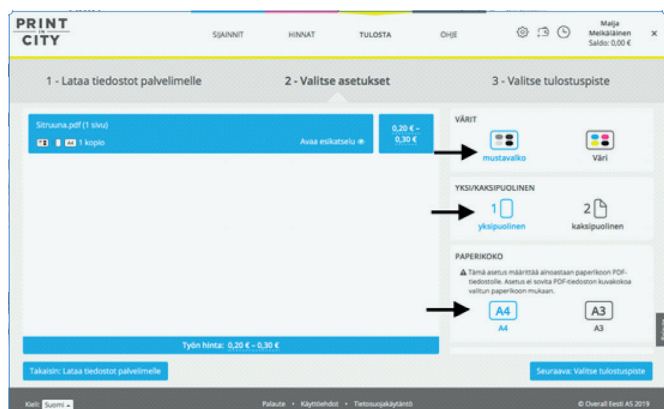 PRINT
IN
CITY
SIJAINNIT
HINNAT
TULOSTA
OHJE
Maija
Meikäläinen
Saldo: 0,00 €
×
1 - Lataa tiedostot palvelimelle
2 - Valitse asetukset
3 - Valitse tulostuspiste
Sitruuna.pdf (1 sivu)
A4 1 kopio
Avaa esikatselu
0,20 € –
0,30 €
VÄRIT
mustavalko
Väri
YKSI/KAKSIPUOLINEN
1
yksipuolinen
2
kaksipuolinen
PAPERIKOKO
Tämä asetus määrittää ainoastaan paperikoon PDF-
tiedostolle. Asetus ei sovita PDF-tiedoston kuvakokoa
valitun paperikoon mukaan.
A4
A4
A3
A3
Työn hinta: 0,20 € – 0,30 €
Takaisin: Lataa tiedostot palvelimelle
Seuraava: Valitse tulostuspiste
Kieli: Suomi
Palaute • Käyttöehdot • Tietosuojakäytäntö
© Overall Eesti AS 2019